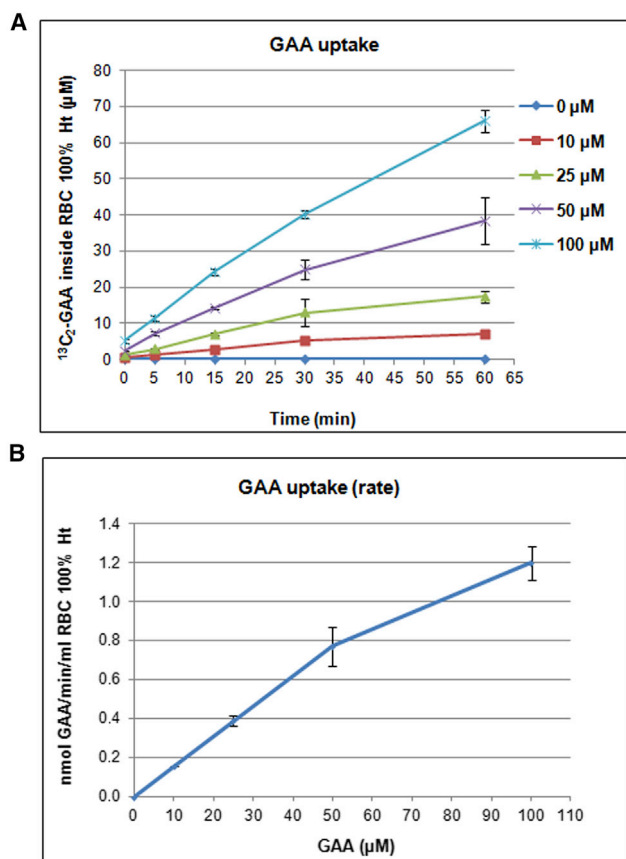 A
GAA uptake
¹³C₂-GAA inside RBC 100% Ht (µM)
80
70
60
50
40
30
20
10
0
0 5 10 15 20 25 30 35 40 45 50 55 60 65
Time (min)
0 µM
10 µM
25 µM
50 µM
100 µM
B
GAA uptake (rate)
nmol GAA/min/ml RBC 100% Ht
1.4
1.2
1.0
0.8
0.6
0.4
0.2
0.0
0 10 20 30 40 50 60 70 80 90 100 110
GAA (µM)